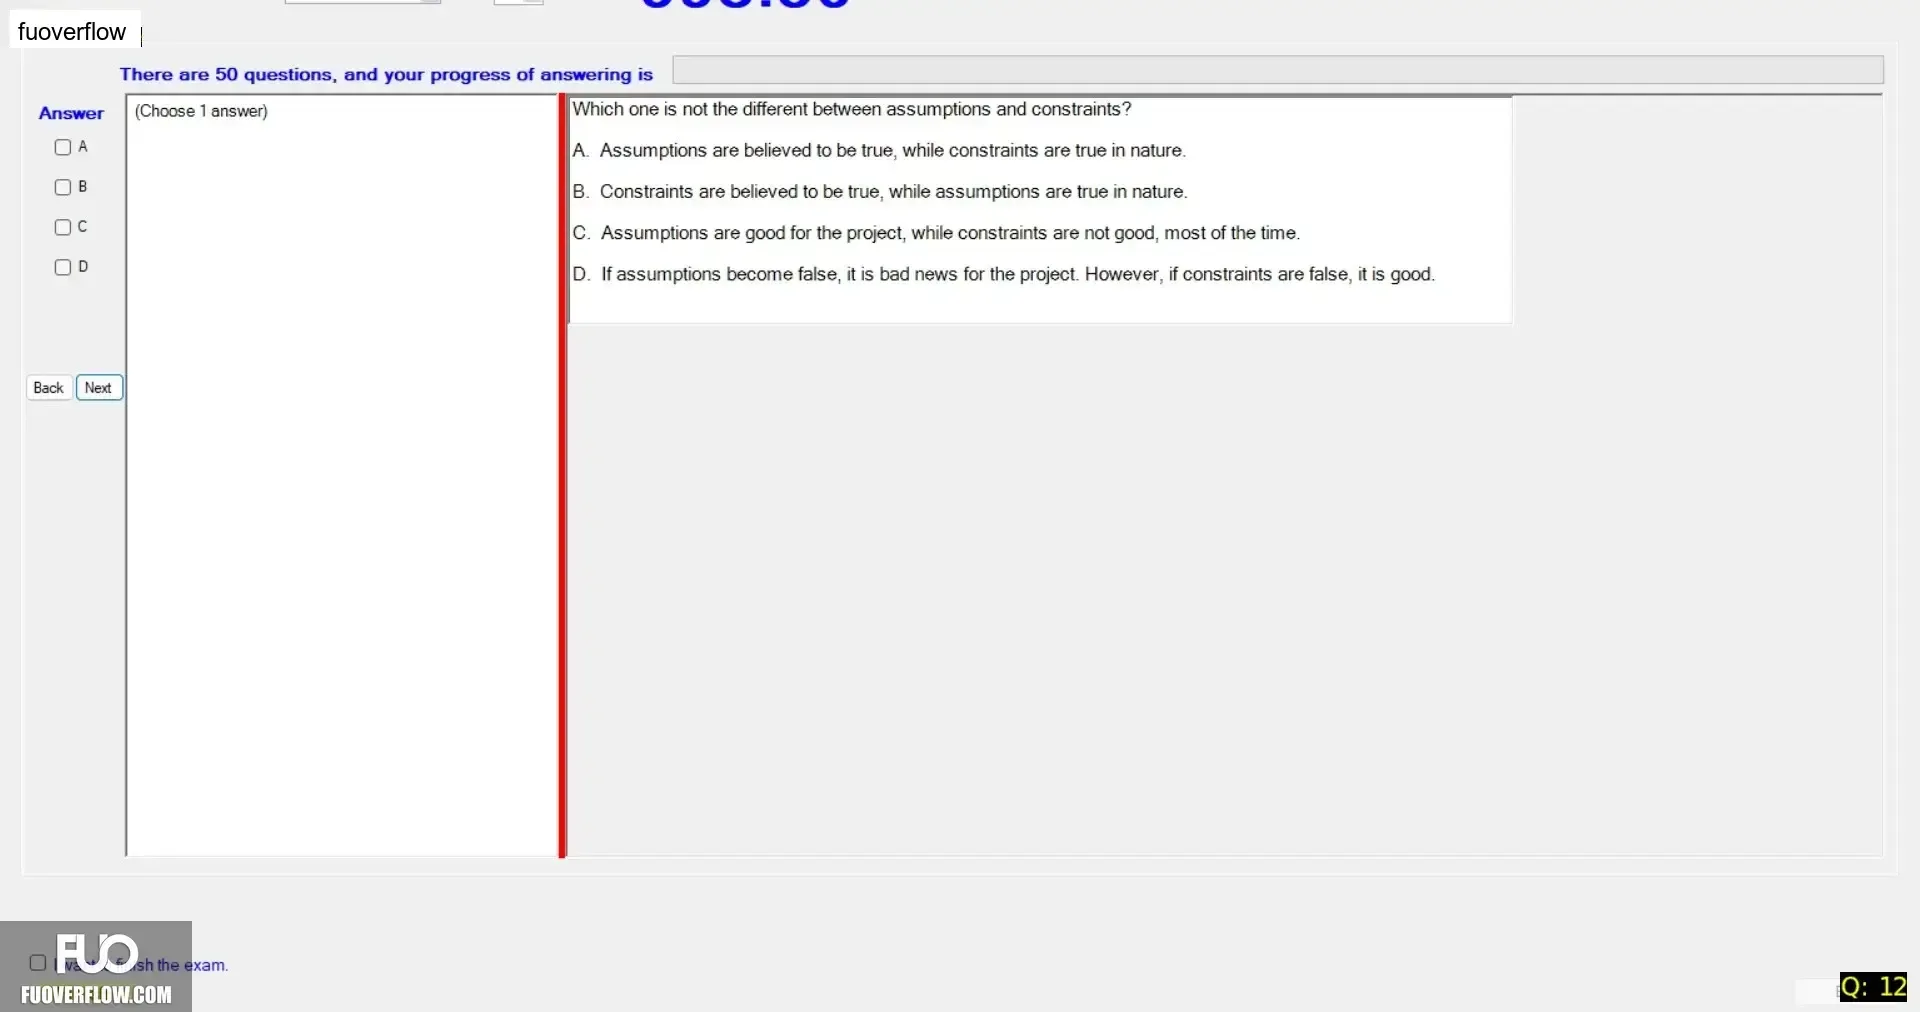 fuoverflow
There are 50 questions, and your progress of answering is
Answer
(Choose 1 answer)
A
B
C
D
Back Next
Which one is not the different between assumptions and constraints?
A. Assumptions are believed to be true, while constraints are true in nature.
B. Constraints are believed to be true, while assumptions are true in nature.
C. Assumptions are good for the project, while constraints are not good, most of the time.
D. If assumptions become false, it is bad news for the project. However, if constraints are false, it is good.
the exam.
FUO
FUOVERFLOW.COM
Q: 12